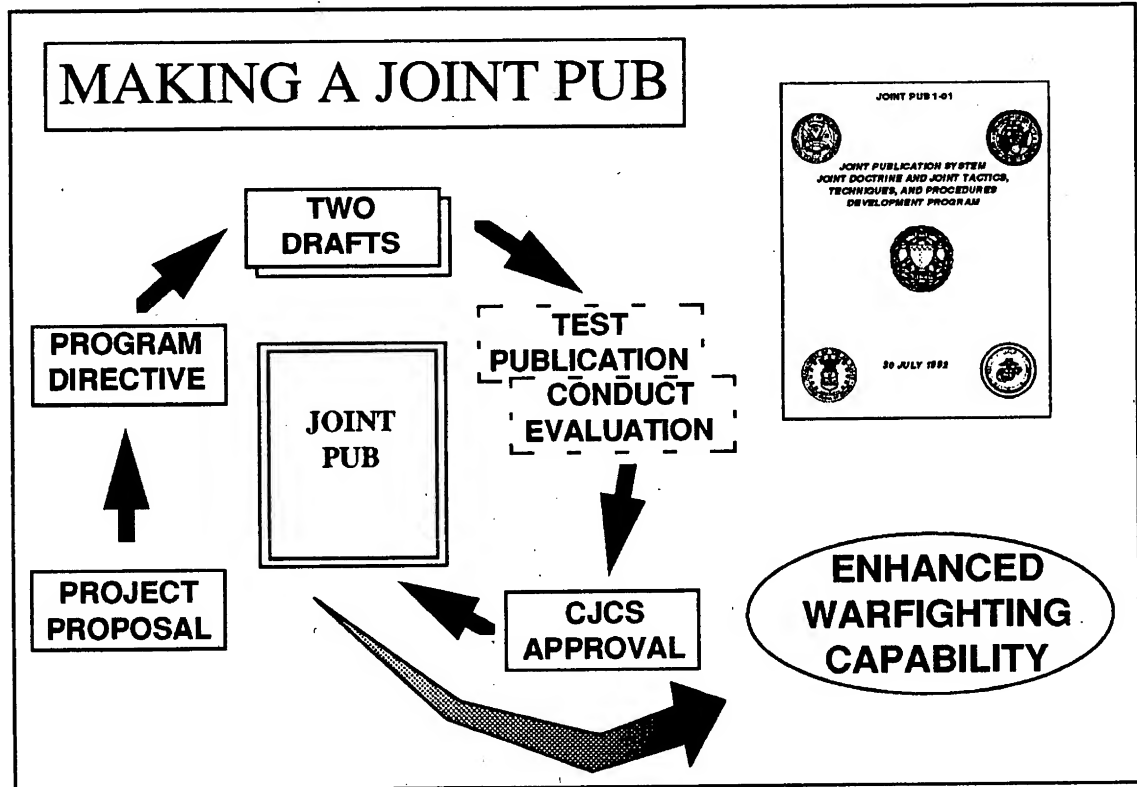 MAKING A JOINT PUB
JOINT PUB 1-01
JOINT PUBLICATION SYSTEM
JOINT DOCTRINE AND JOINT TACTICS,
TECHNIQUES, AND PROCEDURES
DEVELOPMENT PROGRAM
30 JULY 1992
TWO
DRAFTS
TEST
PUBLICATION
CONDUCT
EVALUATION
PROGRAM
DIRECTIVE
JOINT
PUB
PROJECT
PROPOSAL
CJCS
APPROVAL
ENHANCED
WARFIGHTING
CAPABILITY